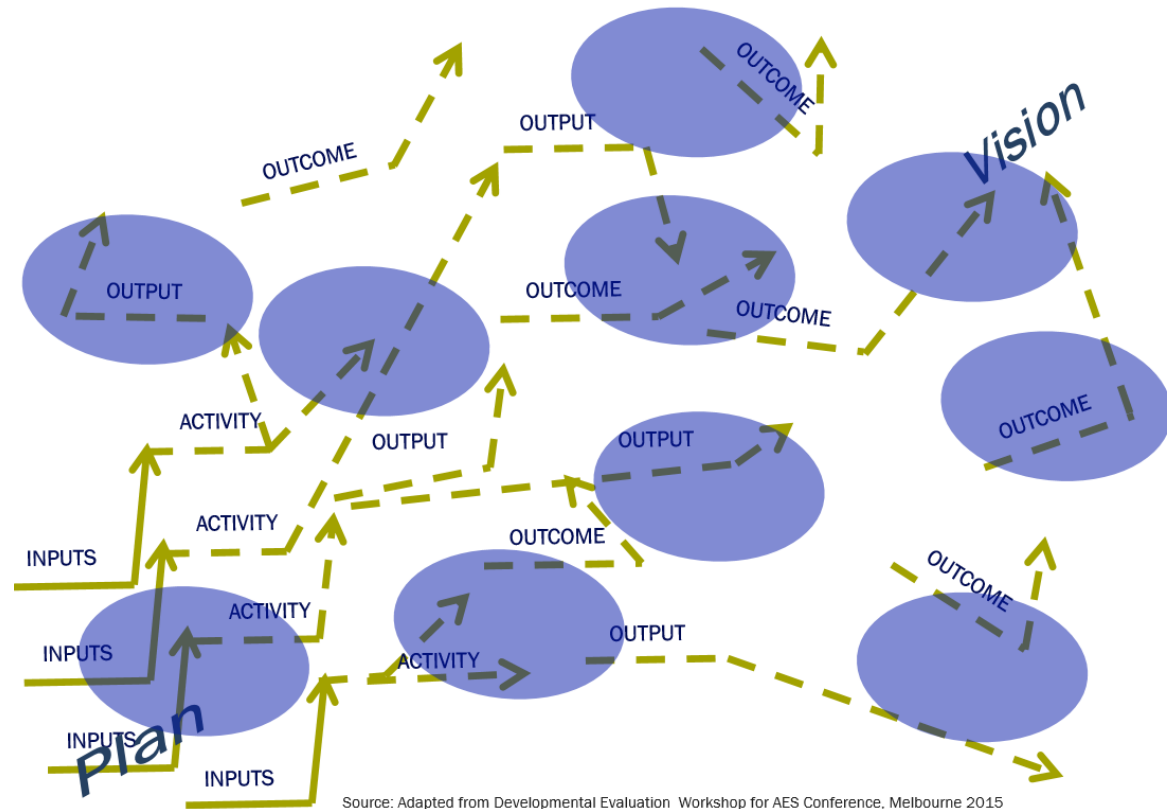 OUTCOME
OUTPUT
OUTCOME
Vision
OUTPUT
OUTCOME
OUTCOME
ACTIVITY
OUTPUT
OUTPUT
OUTCOME
ACTIVITY
INPUTS
OUTCOME
OUTCOME
ACTIVITY
INPUTS
ACTIVITY
OUTPUT
INPUTS
Plan
INPUTS
Source: Adapted from Developmental Evaluation Workshop for AES Conference, Melbourne 2015